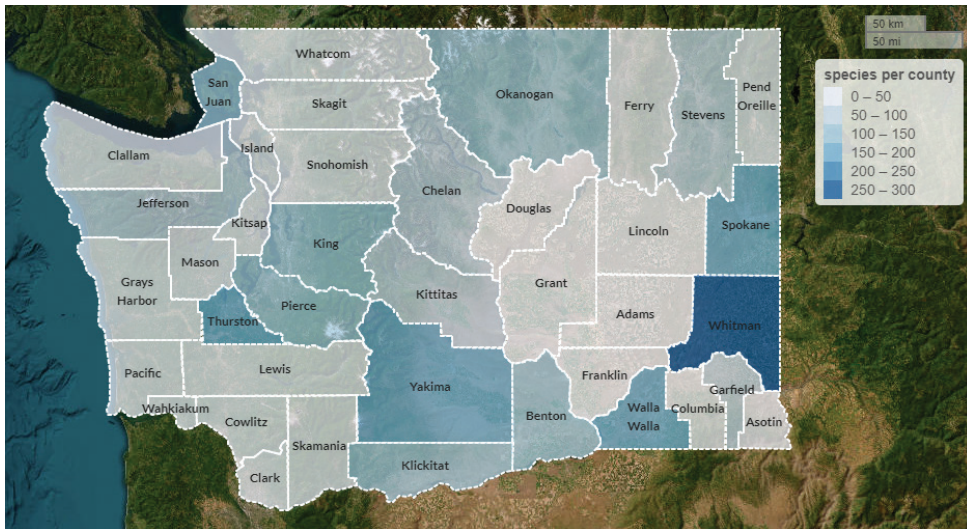 50 km
50 mi
species per county
0 – 50
50 – 100
100 – 150
150 – 200
200 – 250
250 – 300
Whatcom
San
Juan
Skagit
Okanogan
Ferry
Stevens
Pend
Oreille
Island
Clallam
Snohomish
Chelan
Jefferson
Kitsap
Douglas
King
Lincoln
Spokane
Mason
Grays
Harbor
Kittitas
Grant
Pierce
Thurston
Adams
Whitman
Pacific
Lewis
Yakima
Franklin
Garfield
Wahkiakum
Cowlitz
Benton
Walla
Walla
Columbia
Asotin
Skamania
Klickitat
Clark